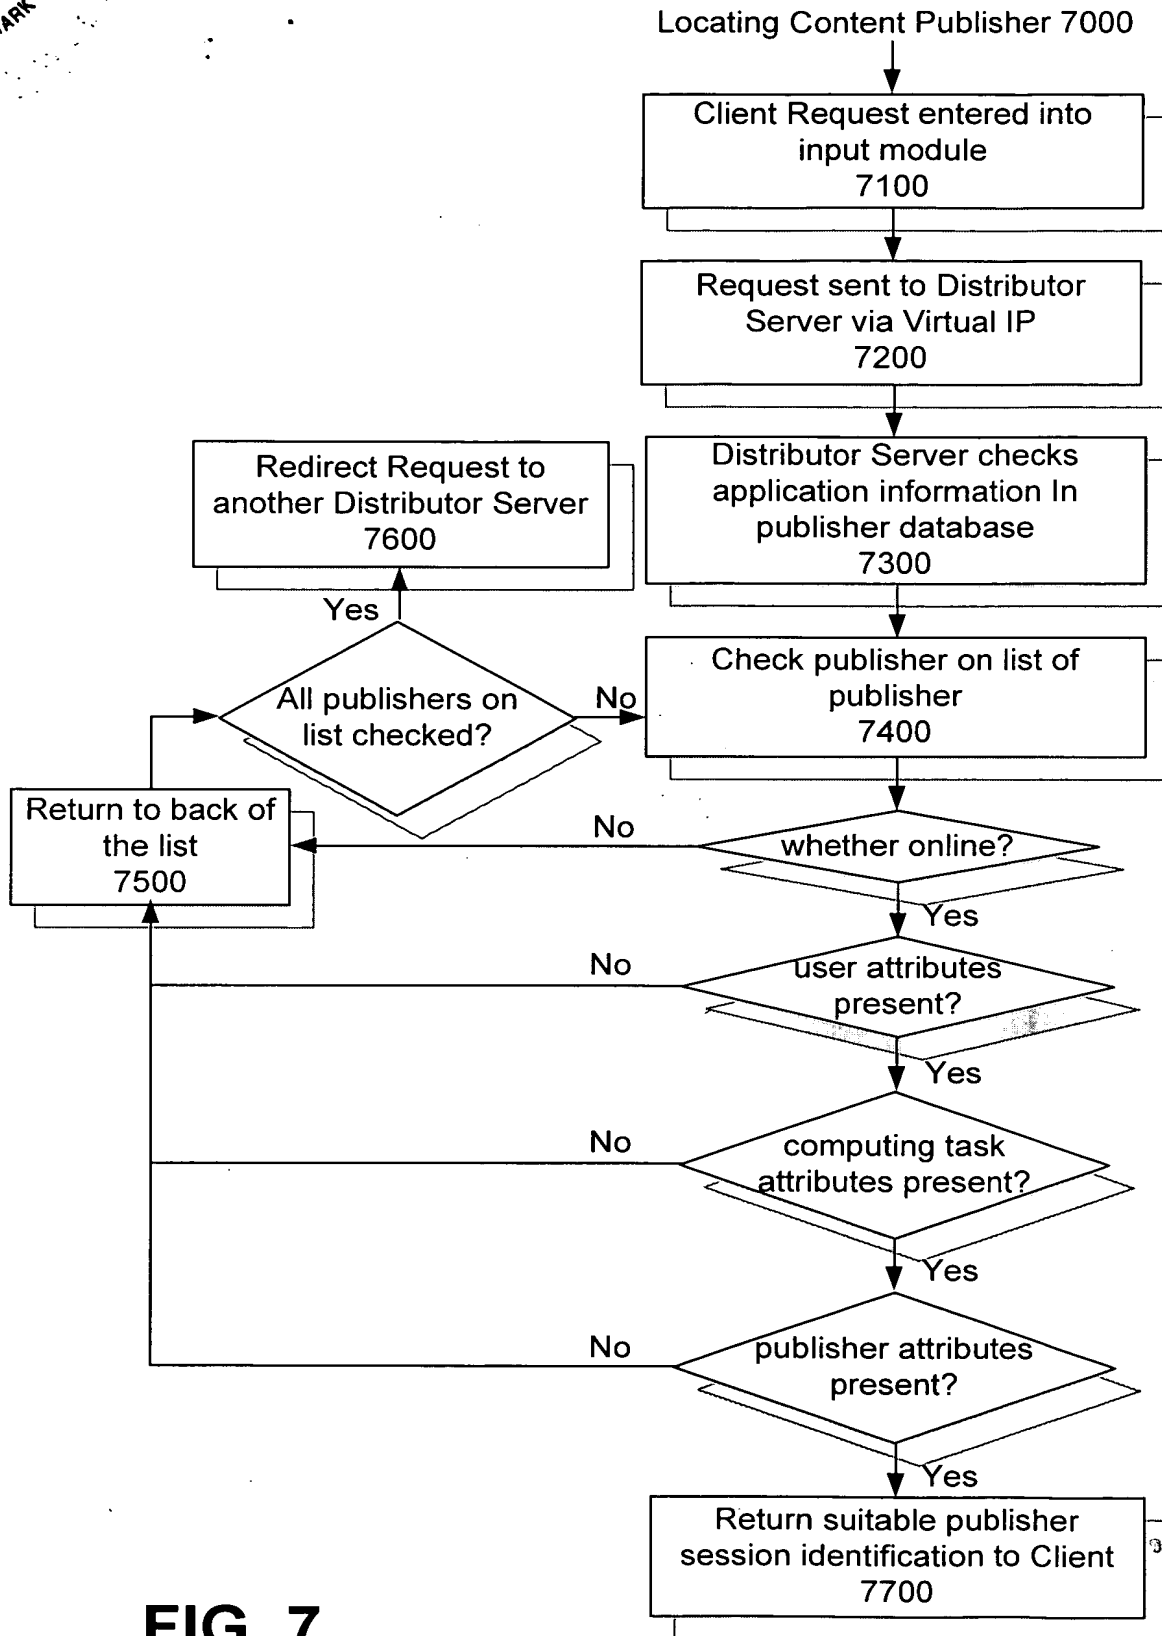 Locating Content Publisher 7000
Client Request entered into
input module
7100
Request sent to Distributor
Server via Virtual IP
7200
Distributor Server checks
application information In
publisher database
7300
Redirect Request to
another Distributor Server
7600
Yes
All publishers on
list checked?
No
Check publisher on list of
publisher
7400
Return to back of
the list
7500
No
whether online?
Yes
No
user attributes
present?
Yes
No
computing task
attributes present?
Yes
No
publisher attributes
present?
Yes
Return suitable publisher
session identification to Client
7700
FIG. 7